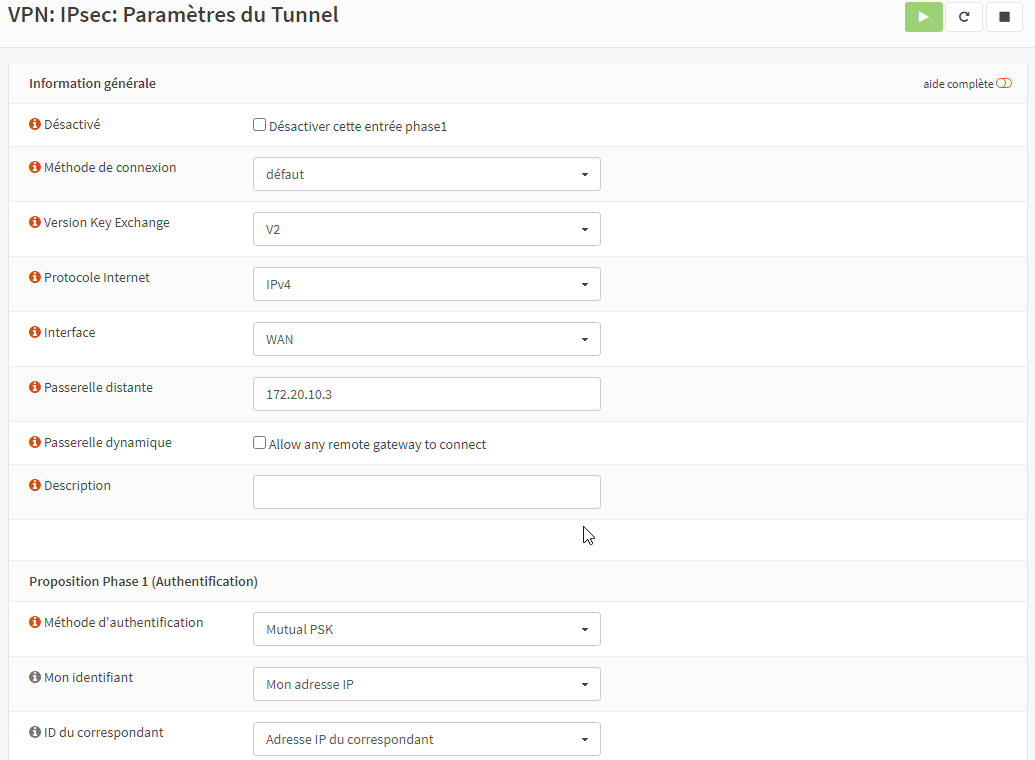 VPN: IPsec: Paramètres du Tunnel
Information générale
aide complète
Désactivé
Désactiver cette entrée phase1
Méthode de connexion
défaut
Version Key Exchange
V2
Protocole Internet
IPv4
Interface
WAN
Passerelle distante
172.20.10.3
Passerelle dynamique
Allow any remote gateway to connect
Description
Proposition Phase 1 (Authentification)
Méthode d'authentification
Mutual PSK
Mon identifiant
Mon adresse IP
ID du correspondant
Adresse IP du correspondant